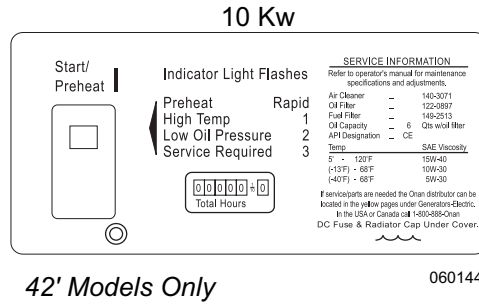 10 Kw
Start/
Preheat
Indicator Light Flashes
Preheat Rapid
High Temp 1
Low Oil Pressure 2
Service Required 3
00000 0
Total Hours
SERVICE INFORMATION
Refer to operator's manual for maintenance
specifications and adjustments.
Air Cleaner – 140-3071
Oil Filter – 122-0897
Fuel Filter – 149-2513
Oil Capacity – 6 Qts w/oil filter
API Designation – CE
Temp SAE Viscosity
5' - 120'F 15W-40
(-13'F) - 68'F 10W-30
(-40'F) - 68'F 5W-30
If service/parts are needed the Onan distributor can be
located in the yellow pages under Generators-Electric.
In the USA or Canada call 1-800-888-Onan
DC Fuse & Radiator Cap Under Cover.
42' Models Only
060144